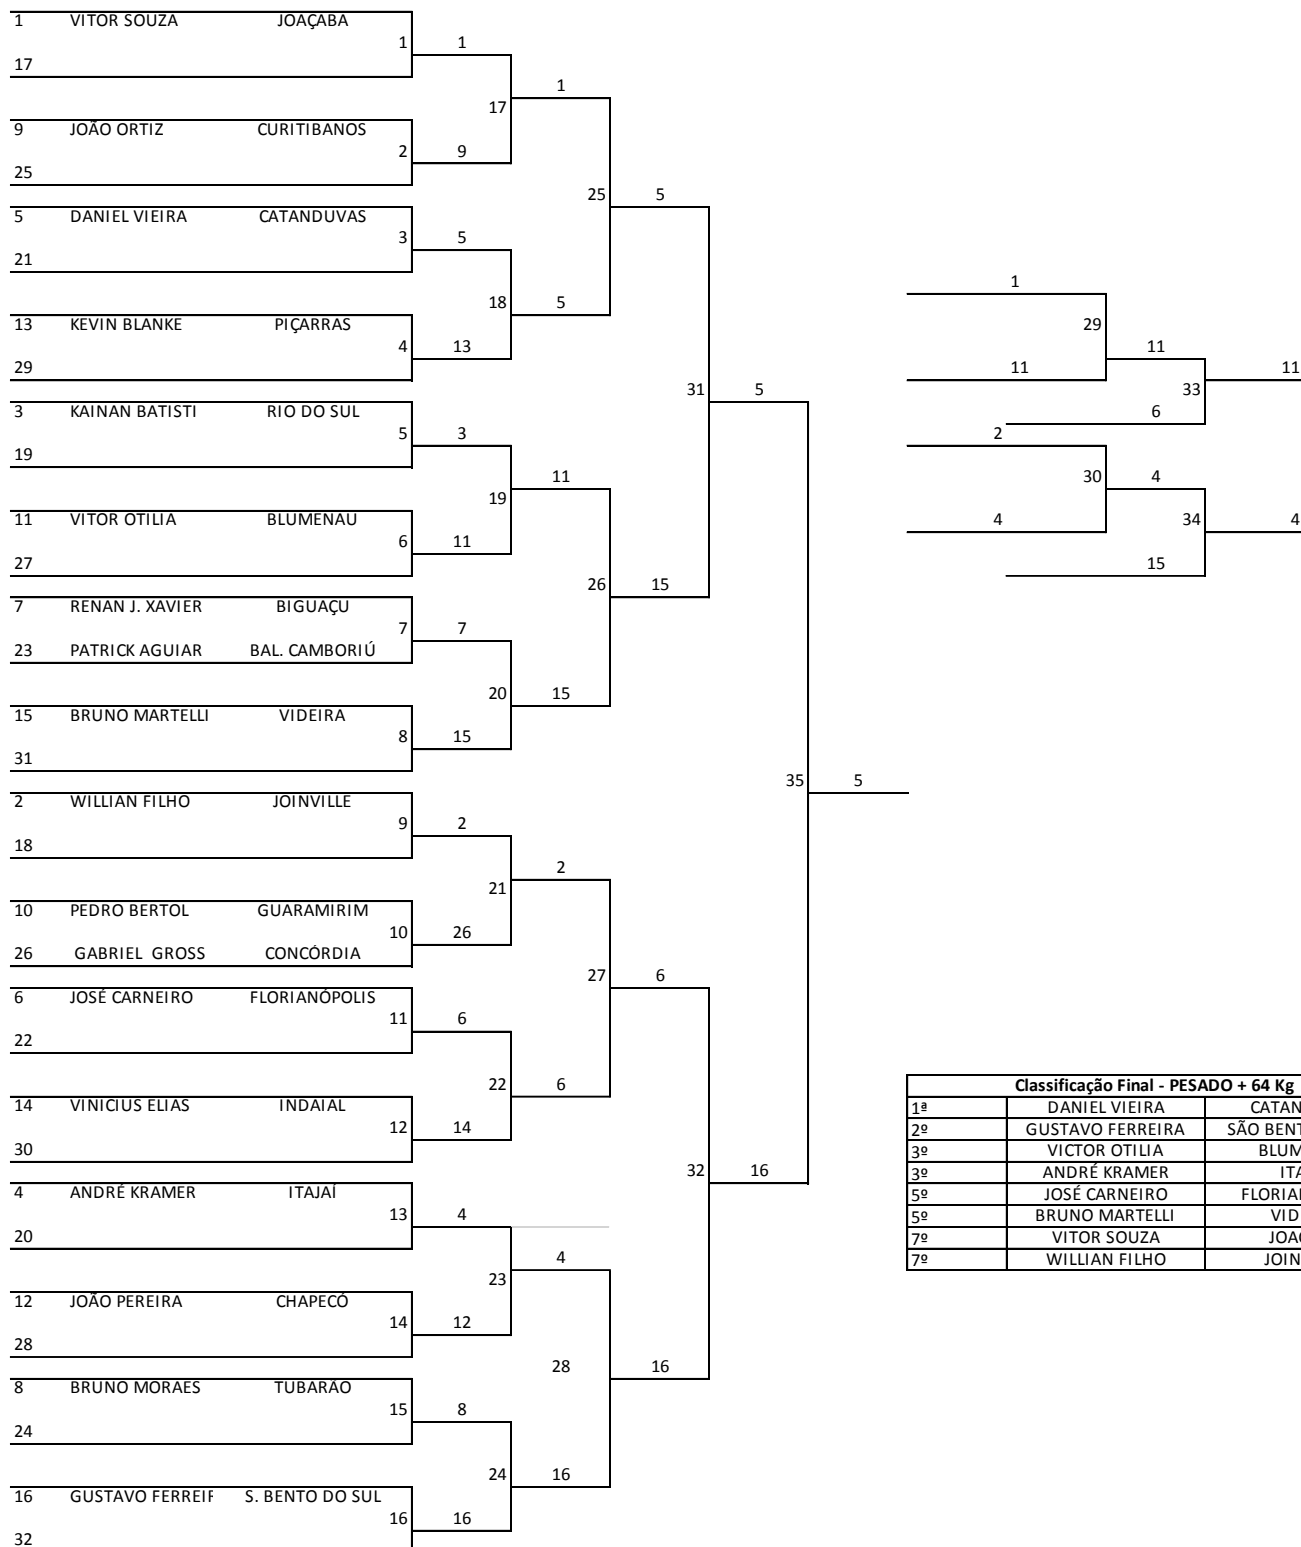 1 VITOR SOUZA JOAÇABA
1 1
17
1
17
9 JOÃO ORTIZ CURITIBANOS
2 9
25
25 5
5 DANIEL VIEIRA CATANDUVAS
3 5
21
18 5
13 KEVIN BLANKE PIÇARRAS
4 13
29
31 5
3 KAINAN BATISTI RIO DO SUL
5 3
19
11
19
11 VITOR OTILIA BLUMENAU
6 11
27
26 15
7 RENAN J. XAVIER BIGUAÇU
7 7
23 PATRICK AGUIAR BAL. CAMBORIÚ
20 15
15 BRUNO MARTELLI VIDEIRA
8 15
31
35 5
2 WILLIAN FILHO JOINVILLE
9 2
18
2
21
10 PEDRO BERTOL GUARAMIRIM
10 26
26 GABRIEL GROSS CONCÓRDIA
27 6
6 JOSÉ CARNEIRO FLORIANÓPOLIS
11 6
22
22 6
14 VINICIUS ELIAS INDAIAL
12 14
30
32 16
4 ANDRÉ KRAMER ITAJAÍ
13 4
20
4
23
12 JOÃO PEREIRA CHAPECÓ
14 12
28
28 16
8 BRUNO MORAES TUBARÃO
15 8
24
24 16
16 GUSTAVO FERREIF S. BENTO DO SUL
16 16
32
1
29
11 11 11
33
6
2
30 4
4 34 4
15
Classificação Final - PESADO + 64 Kg
1ª DANIEL VIEIRA CATAN
2º GUSTAVO FERREIRA SÃO BENT
3º VICTOR OTILIA BLUM
3º ANDRÉ KRAMER ITA
5º JOSÉ CARNEIRO FLORIA
5º BRUNO MARTELLI VID
7º VITOR SOUZA JOA
7º WILLIAN FILHO JOIN